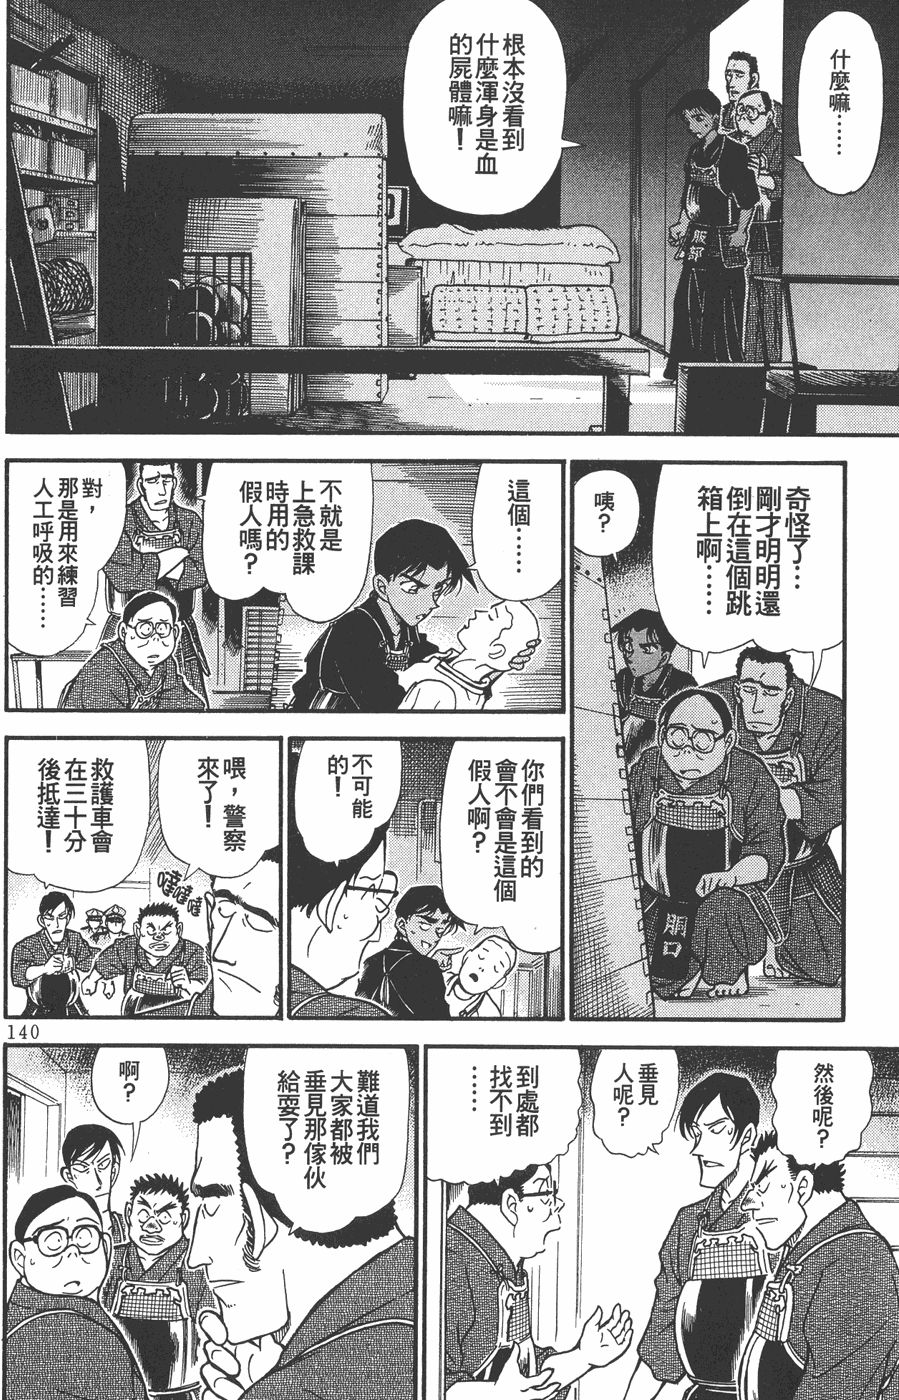 什麼嘛……
根本沒看到
什麼渾身是血
的屍體嘛！
服部
奇怪了…
剛才明明還
倒在這個跳
箱上啊……
咦？
胴口
這個……
不就是
上急救課
時用的
假人嗎？
對，
那是用來練習
人工呼吸的…
你們看到的
會不會是這個
假人啊？
不可能
的！
喂，警察
來了！
噠噠噠
救護車會
在三十分
後抵達！
140
然後呢？
垂見
人呢？
到處都
找不到
……
難道我們
大家都被
垂見那傢伙
給耍了？
啊？